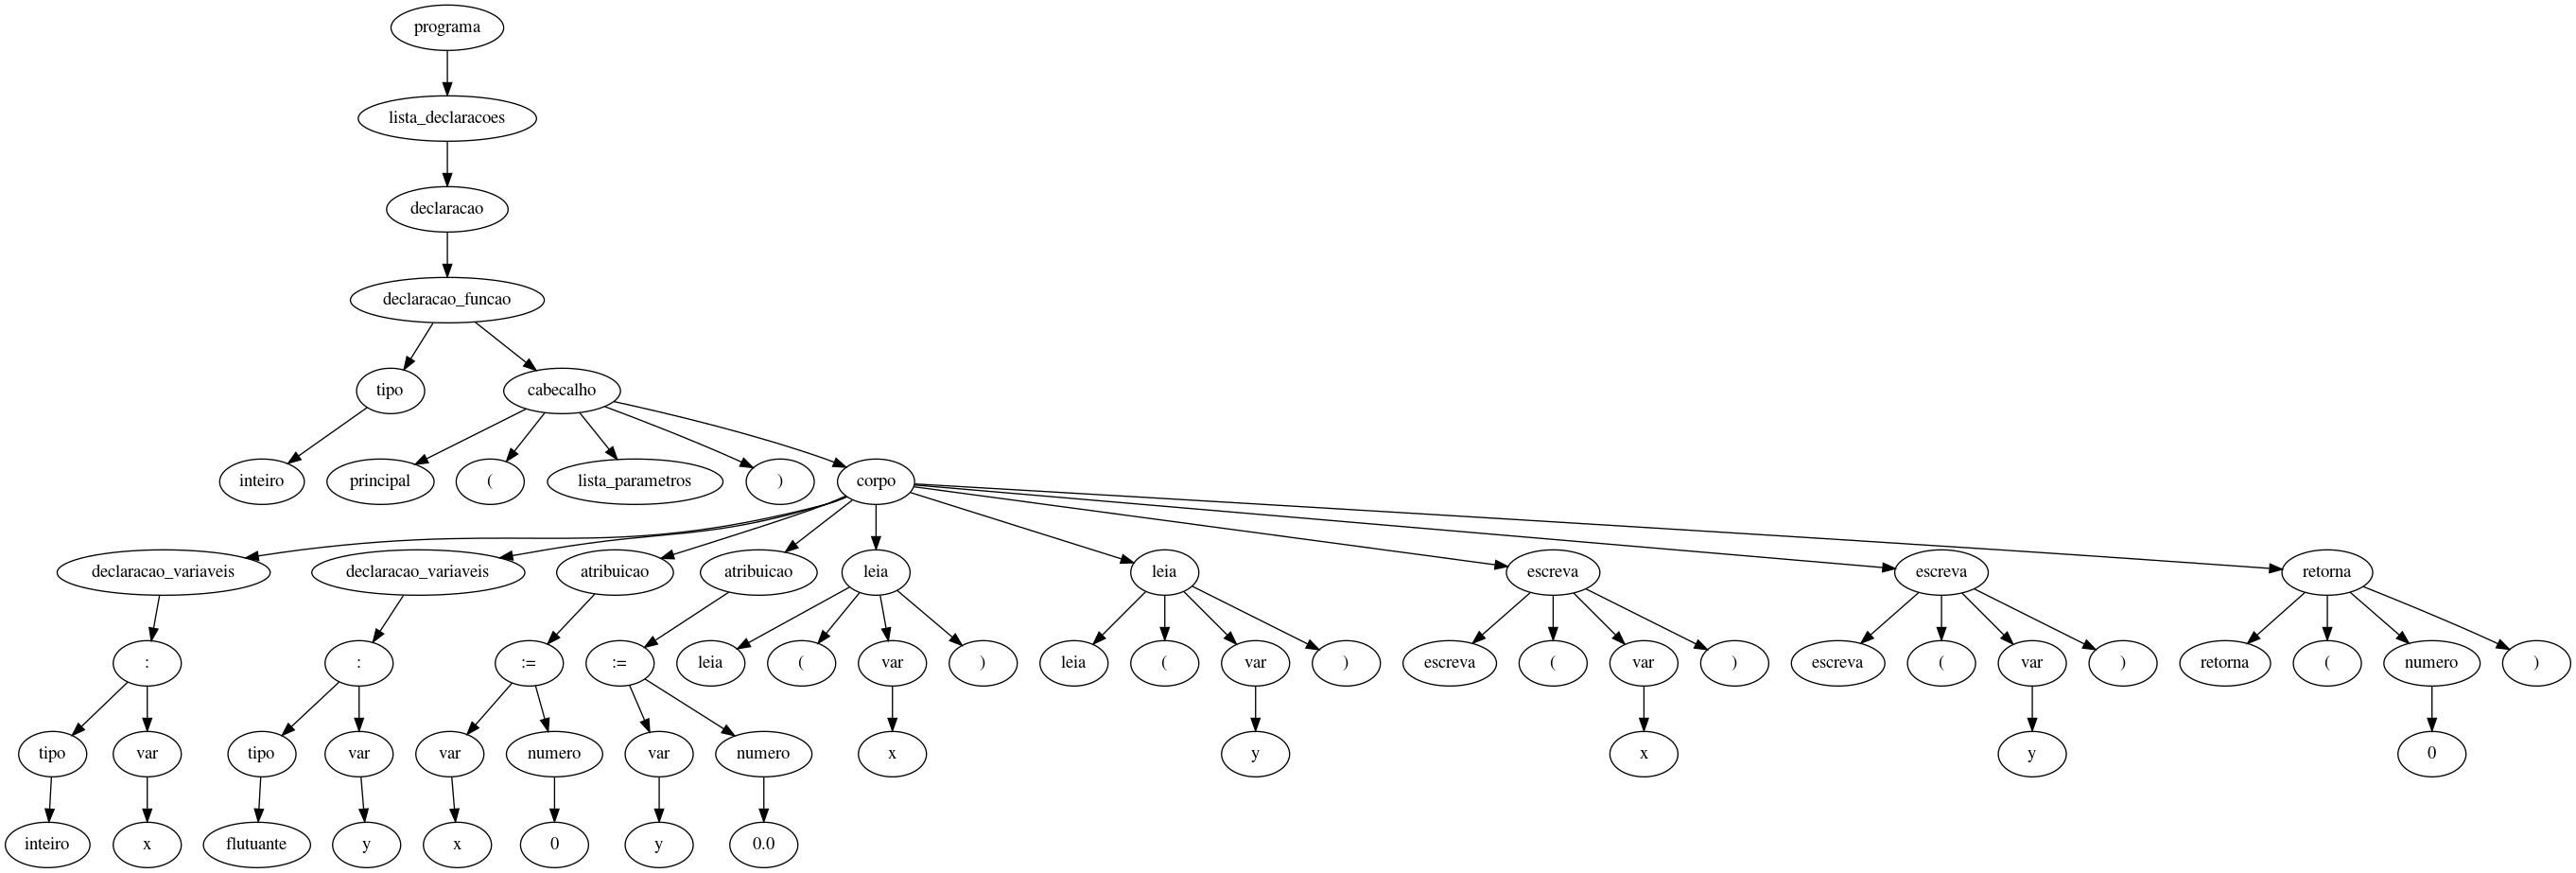 programa
lista_declaracoes
declaracao
declaracao_funcao
tipo cabecalho
inteiro principal ( lista_parametros ) corpo
declaracao_variaveis declaracao_variaveis atribuicao atribuicao leia leia escreva escreva retorna
: : := := leia ( var ) leia ( var ) escreva ( var ) escreva ( var ) retorna ( numero )
tipo var tipo var var numero var numero x y x y 0
inteiro x flutuante y x 0 y 0.0